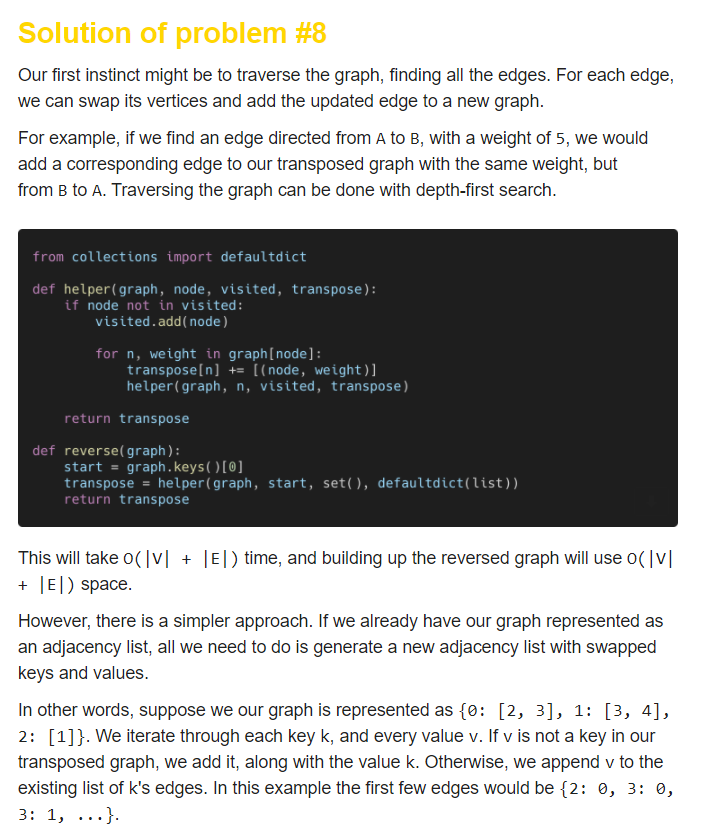 Solution of problem #8
Our first instinct might be to traverse the graph, finding all the edges. For each edge,
we can swap its vertices and add the updated edge to a new graph.
For example, if we find an edge directed from A to B, with a weight of 5, we would
add a corresponding edge to our transposed graph with the same weight, but
from B to A. Traversing the graph can be done with depth-first search.
from collections import defaultdict
def helper(graph, node, visited, transpose):
    if node not in visited:
        visited.add(node)
        for n, weight in graph[node]:
            transpose[n] += [(node, weight)]
            helper(graph, n, visited, transpose)
    return transpose
def reverse(graph):
    start = graph.keys()[0]
    transpose = helper(graph, start, set(), defaultdict(list))
    return transpose
This will take O(|V| + |E|) time, and building up the reversed graph will use O(|V|
+ |E|) space.
However, there is a simpler approach. If we already have our graph represented as
an adjacency list, all we need to do is generate a new adjacency list with swapped
keys and values.
In other words, suppose we our graph is represented as {0: [2, 3], 1: [3, 4],
2: [1]}. We iterate through each key k, and every value v. If v is not a key in our
transposed graph, we add it, along with the value k. Otherwise, we append v to the
existing list of k's edges. In this example the first few edges would be {2: 0, 3: 0,
3: 1, ...}.